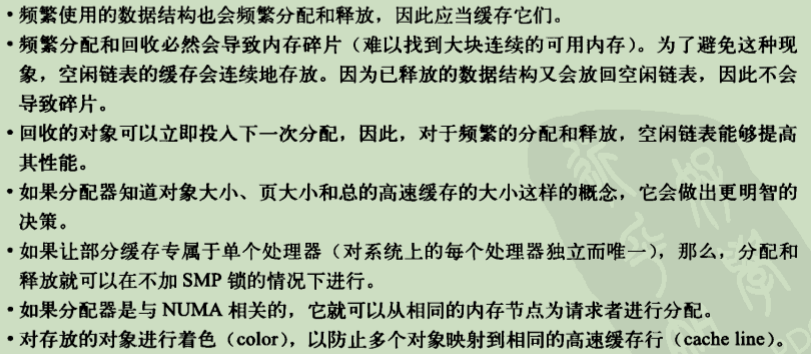 •频繁使用的数据结构也会频繁分配和释放，因此应当缓存它们。
•频繁分配和回收必然会导致内存碎片（难以找到大块连续的可用内存）。为了避免这种现
象，空闲链表的缓存会连续地存放。因为已释放的数据结构又会放回空闲链表，因此不会
导致碎片。
•回收的对象可以立即投入下一次分配，因此，对于频繁的分配和释放，空闲链表能够提高
其性能。
•如果分配器知道对象大小、页大小和总的高速缓存的大小这样的概念，它会做出更明智的
决策。
•如果让部分缓存专属于单个处理器（对系统上的每个处理器独立而唯一），那么，分配和
释放就可以在不加 SMP 锁的情况下进行。
•如果分配器是与 NUMA 相关的，它就可以从相同的内存节点为请求者进行分配。
•对存放的对象进行着色（color），以防止多个对象映射到相同的高速缓存行（cache line）。